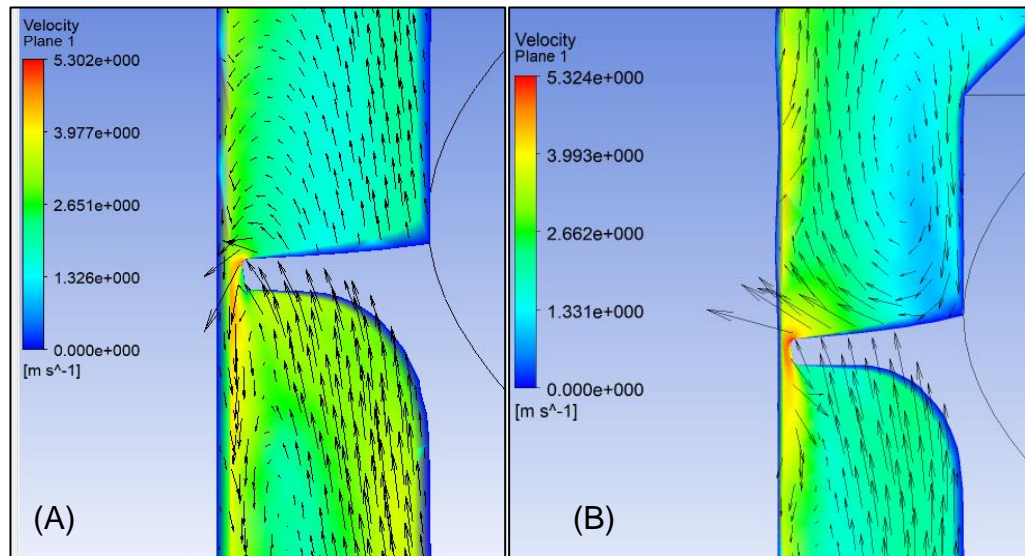 Velocity
Plane 1
5.302e+000
3.977e+000
2.651e+000
1.326e+000
0.000e+000
[m s^-1]
(A)
Velocity
Plane 1
5.324e+000
3.993e+000
2.662e+000
1.331e+000
0.000e+000
[m s^-1]
(B)